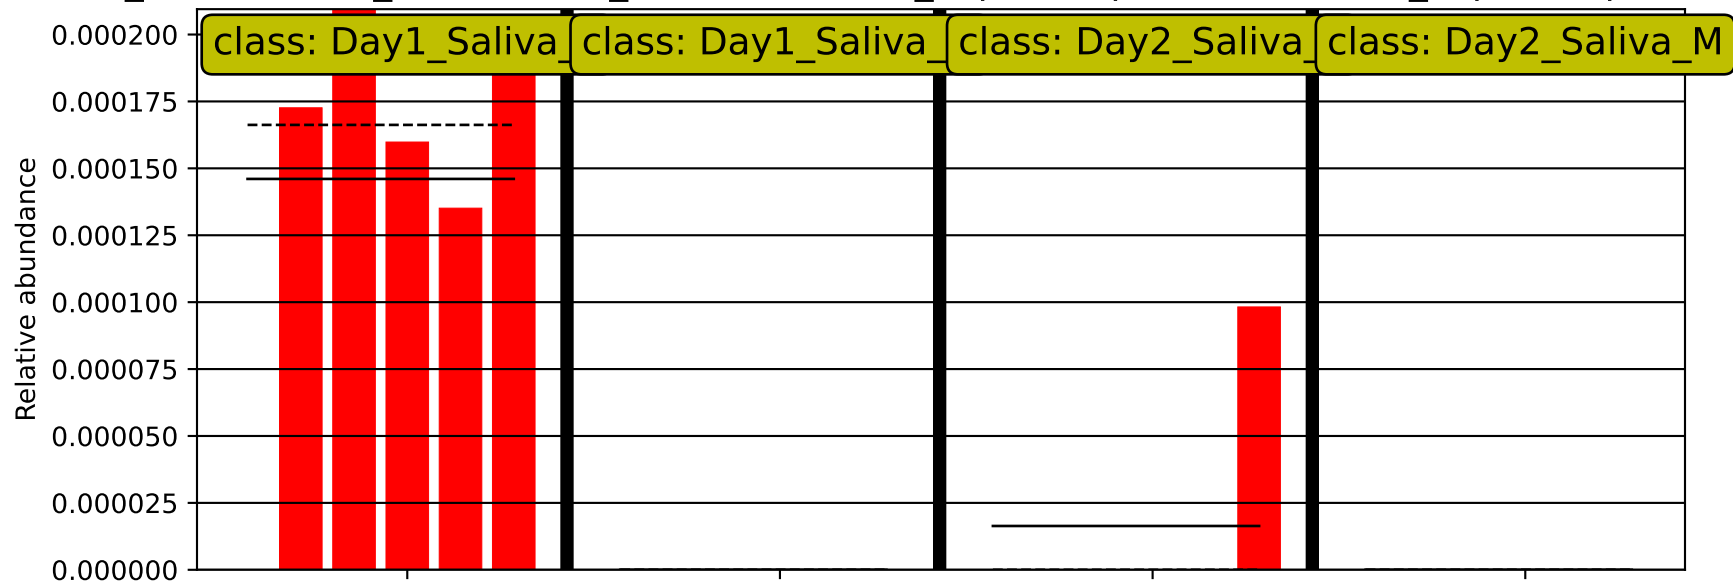 class: Day1_Saliva_
class: Day1_Saliva_
class: Day2_Saliva_
class: Day2_Saliva_M
0.000200
0.000175
0.000150
0.000125
0.000100
0.000075
0.000050
0.000025
0.000000
Relative abundance